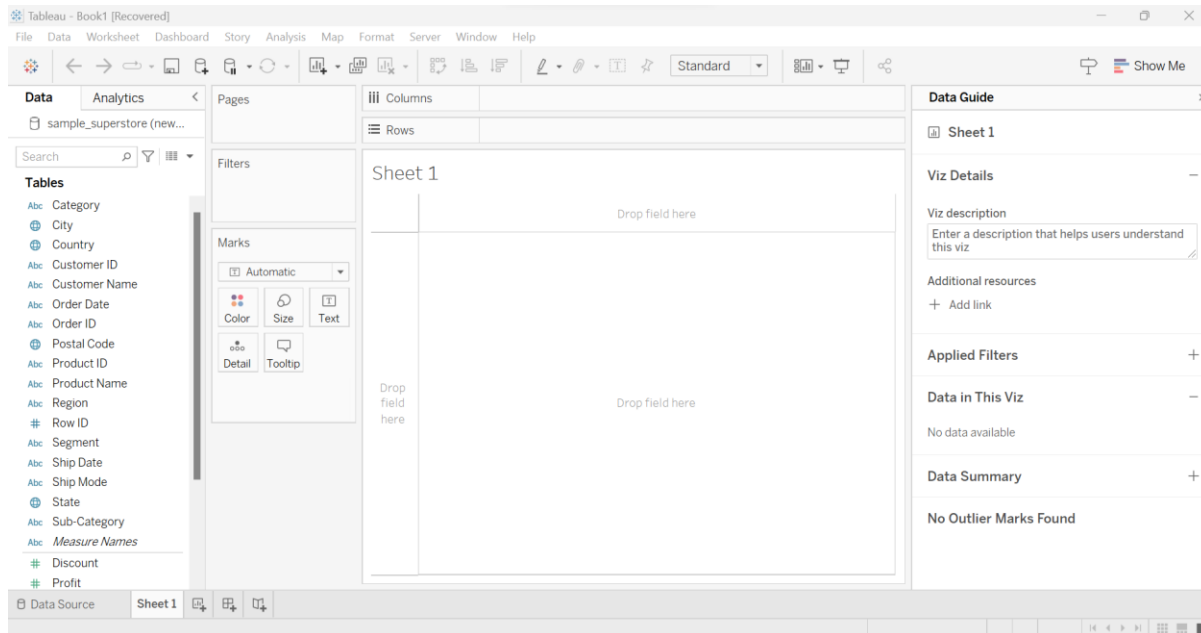 Tableau - Book1 [Recovered]
File Data Worksheet Dashboard Story Analysis Map Format Server Window Help
Standard
Show Me
Data Analytics
sample_superstore (new...
Search
Tables
Abc Category
City
Country
Abc Customer ID
Abc Customer Name
Abc Order Date
Abc Order ID
Postal Code
Abc Product ID
Abc Product Name
Abc Region
# Row ID
Abc Segment
Abc Ship Date
Abc Ship Mode
State
Abc Sub-Category
Abc Measure Names
# Discount
# Profit
Pages
Filters
Marks
T Automatic
Color Size Text
Detail Tooltip
Columns
Rows
Sheet 1
Drop field here
Drop
field
here
Drop field here
Data Guide
Sheet 1
Viz Details
Viz description
Enter a description that helps users understand
this viz
Additional resources
+ Add link
Applied Filters
Data in This Viz
No data available
Data Summary
No Outlier Marks Found
Data Source Sheet 1